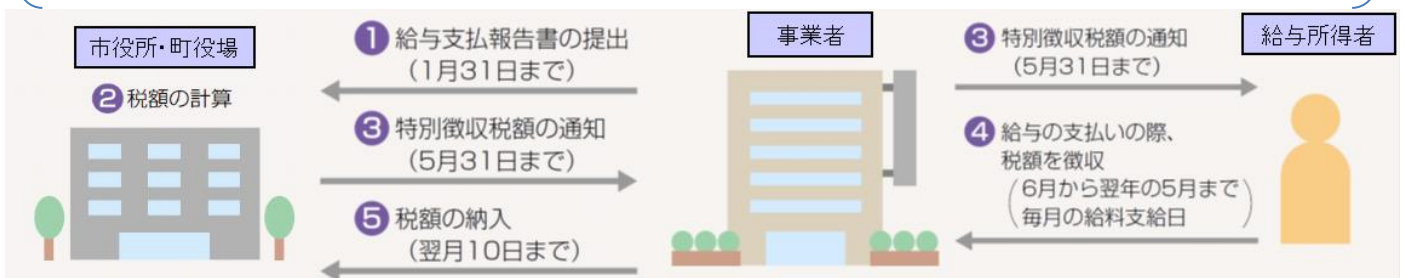 市役所・町役場
❷税額の計算
❶給与支払報告書の提出
(1月31日まで)
❸特別徴収税額の通知
(5月31日まで)
❺税額の納入
(翌月10日まで)
事業者
❸特別徴収税額の通知
(5月31日まで)
❹給与の支払いの際、
税額を徴収
(6月から翌年の5月まで
毎月の給料支給日)
給与所得者